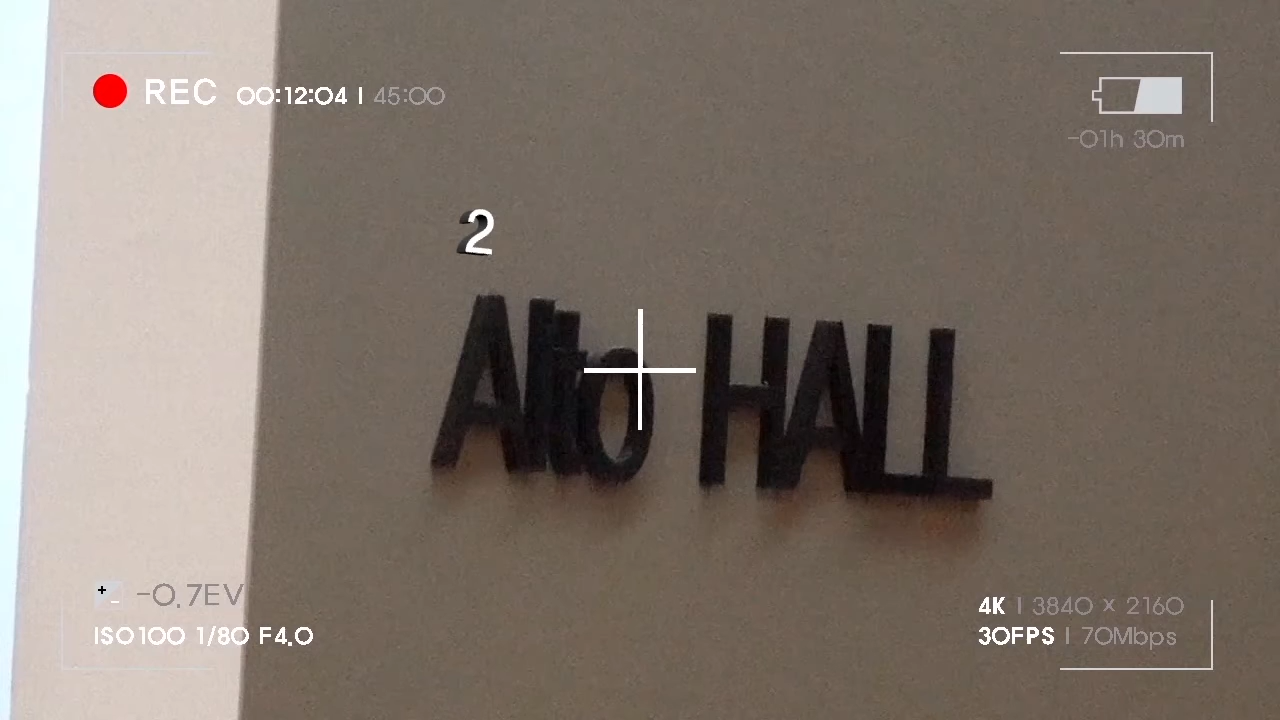 REC 00:12:04 | 45:00
-01h 30m
2
Alto HALL
-0.7EV
ISO100 1/80 F4.0
4K | 3840 × 2160
30FPS | 70Mbps